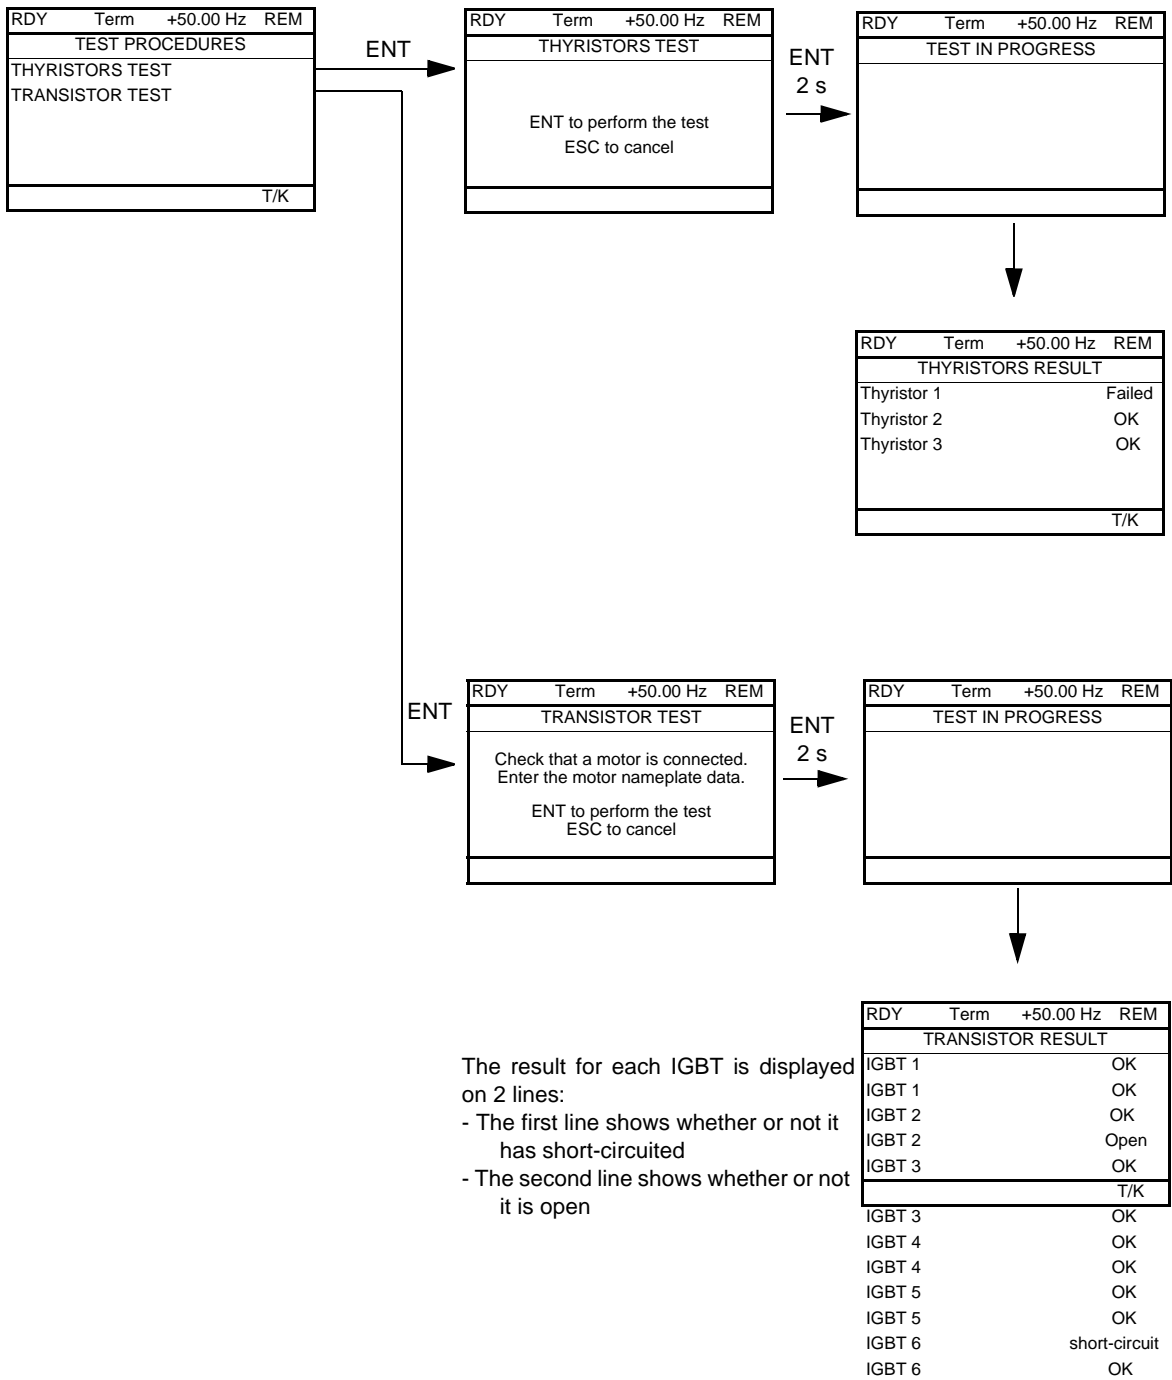 RDY Term +50.00 Hz REM
TEST PROCEDURES
THYRISTORS TEST
TRANSISTOR TEST
T/K
ENT
RDY Term +50.00 Hz REM
THYRISTORS TEST
ENT to perform the test
ESC to cancel
ENT
2 s
RDY Term +50.00 Hz REM
TEST IN PROGRESS
RDY Term +50.00 Hz REM
THYRISTORS RESULT
Thyristor 1 Failed
Thyristor 2 OK
Thyristor 3 OK
T/K
ENT
RDY Term +50.00 Hz REM
TRANSISTOR TEST
Check that a motor is connected.
Enter the motor nameplate data.
ENT to perform the test
ESC to cancel
ENT
2 s
RDY Term +50.00 Hz REM
TEST IN PROGRESS
The result for each IGBT is displayed
on 2 lines:
- The first line shows whether or not it
has short-circuited
- The second line shows whether or not
it is open
RDY Term +50.00 Hz REM
TRANSISTOR RESULT
IGBT 1 OK
IGBT 1 OK
IGBT 2 OK
IGBT 2 Open
IGBT 3 OK
T/K
IGBT 3 OK
IGBT 4 OK
IGBT 4 OK
IGBT 5 OK
IGBT 5 OK
IGBT 6 short-circuit
IGBT 6 OK